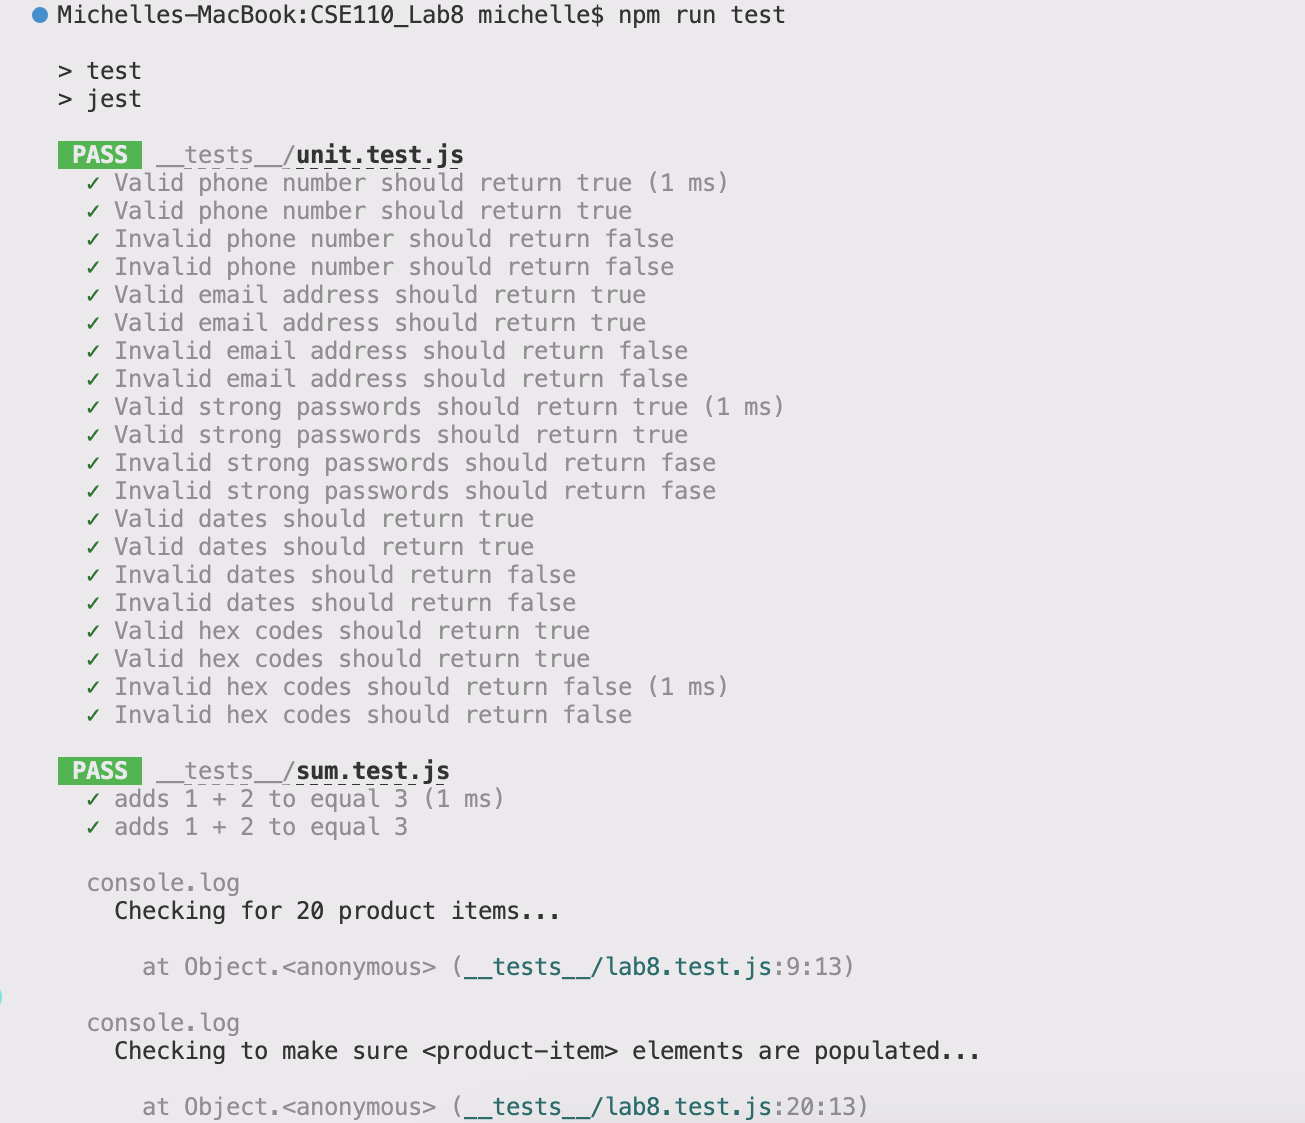 Michelles-MacBook:CSE110_Lab8 michelle$ npm run test
> test
> jest
PASS __tests__/unit.test.js
✓ Valid phone number should return true (1 ms)
✓ Valid phone number should return true
✓ Invalid phone number should return false
✓ Invalid phone number should return false
✓ Valid email address should return true
✓ Valid email address should return true
✓ Invalid email address should return false
✓ Invalid email address should return false
✓ Valid strong passwords should return true (1 ms)
✓ Valid strong passwords should return true
✓ Invalid strong passwords should return fase
✓ Invalid strong passwords should return fase
✓ Valid dates should return true
✓ Valid dates should return true
✓ Invalid dates should return false
✓ Invalid dates should return false
✓ Valid hex codes should return true
✓ Valid hex codes should return true
✓ Invalid hex codes should return false (1 ms)
✓ Invalid hex codes should return false
PASS __tests__/sum.test.js
✓ adds 1 + 2 to equal 3 (1 ms)
✓ adds 1 + 2 to equal 3
console.log
Checking for 20 product items...
at Object.<anonymous> (__tests__/lab8.test.js:9:13)
console.log
Checking to make sure <product-item> elements are populated...
at Object.<anonymous> (__tests__/lab8.test.js:20:13)